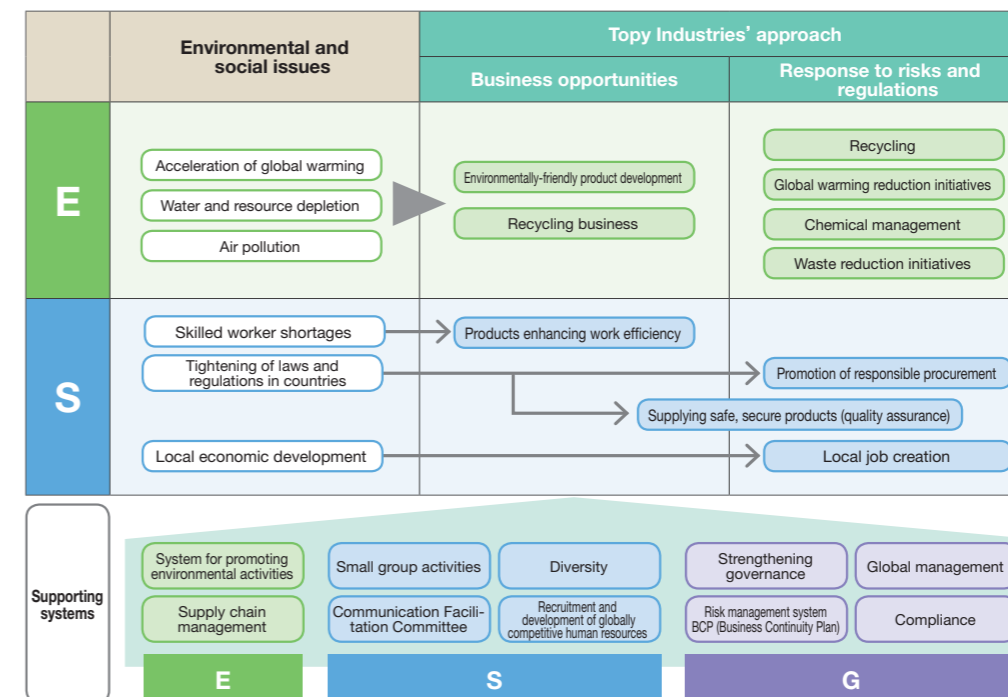 Environmental and
social issues
Topy Industries’ approach
Business opportunities
Response to risks and
regulations
E
Acceleration of global warming
Water and resource depletion
Air pollution
Environmentally-friendly product development
Recycling business
Recycling
Global warming reduction initiatives
Chemical management
Waste reduction initiatives
S
Skilled worker shortages
Products enhancing work efficiency
Tightening of laws and
regulations in countries
Promotion of responsible procurement
Supplying safe, secure products (quality assurance)
Local economic development
Local job creation
Supporting
systems
System for promoting
environmental activities
Supply chain
management
E
Small group activities
Diversity
Communication Facili-
tation Committee
Recruitment and
development of globally
competitive human resources
S
Strengthening
governance
Global management
Risk management system
BCP (Business Continuity Plan)
Compliance
G